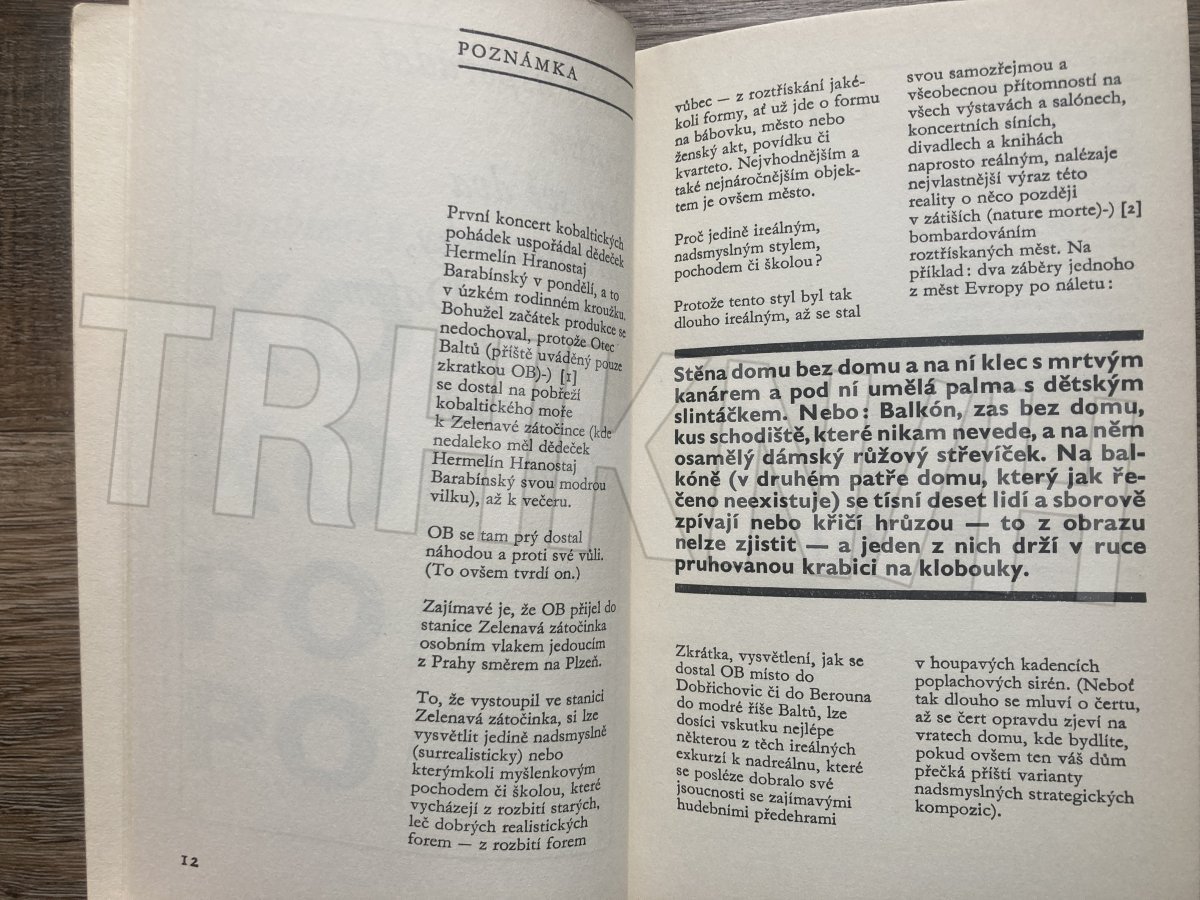 POZNÁMKA
První koncert kobaltických
pohádek uspořádal dědeček
Hermelín Hranostaj
Barabínský v pondělí, a to
v úzkém rodinném kroužku.
Bohužel začátek produkce se
nedochoval, protože Otec
Baltů (příště uváděný pouze
zkratkou OB)-) [1]
se dostal na pobřeží
kobaltického moře
k Zelenavé zátočince (kde
nedaleko měl dědeček
Hermelín Hranostaj
Barabínský svou modrou
vilku), až k večeru.
OB se tam prý dostal
náhodou a proti své vůli.
(To ovšem tvrdí on.)
Zajímavé je, že OB přijel do
stanice Zelenavá zátočinka
osobním vlakem jedoucím
z Prahy směrem na Plzeň.
To, že vystoupil ve stanici
Zelenavá zátočinka, si lze
vysvětlit jedině nadsmyslně
(surrealisticky) nebo
kterýmkoli myšlenkovým
pochodem či školou, které
vycházejí z rozbití starých,
leč dobrých realistických
forem — z rozbití forem
12
vůbec — z roztřískání jaké-
koli formy, ať už jde o formu
na bábovku, město nebo
ženský akt, povídku či
kvarteto. Nejvhodnějším a
také nejnáročnějším objek-
tem je ovšem město.
Proč jedině ireálným,
nadsmyslným stylem,
pochodem či školou?
Protože tento styl byl tak
dlouho ireálným, až se stal
svou samozřejmou a
všeobecnou přítomností na
všech výstavách a salónech,
koncertních síních,
divadlech a knihách
naprosto reálným, nalézaje
nejvlastnější výraz této
reality o něco později
v zátiších (nature morte)-) [2]
bombardováním
roztřískaných měst. Na
příklad: dva záběry jednoho
z měst Evropy po náletu:
Stěna domu bez domu a na ní klec s mrtvým
kanárem a pod ní umělá palma s dětským
slintáčkem. Nebo: Balkón, zas bez domu,
kus schodiště, které nikam nevede, a na něm
osamělý dámský růžový střevíček. Na bal-
kóně (v druhém patře domu, který jak ře-
čeno neexistuje) se tísní deset lidí a sborově
zpívají nebo křičí hrůzou — to z obrazu
nelze zjistit — a jeden z nich drží v ruce
pruhovanou krabici na klobouky.
Zkrátka, vysvětlení, jak se
dostal OB místo do
Dobřichovic či do Berouna
do modré říše Baltů, lze
dosíci vskutku nejlépe
některou z těch ireálných
exkurzí k nadreálnu, které
se posléze dobralo své
jsoucnosti se zajímavými
hudebními předehrami
v houpavých kadencích
poplachových sirén. (Neboť
tak dlouho se mluví o čertu,
až se čert opravdu zjeví na
vratech domu, kde bydlíte,
pokud ovšem ten váš dům
přečká příští varianty
nadsmyslných strategických
kompozic).
TRHKNIH